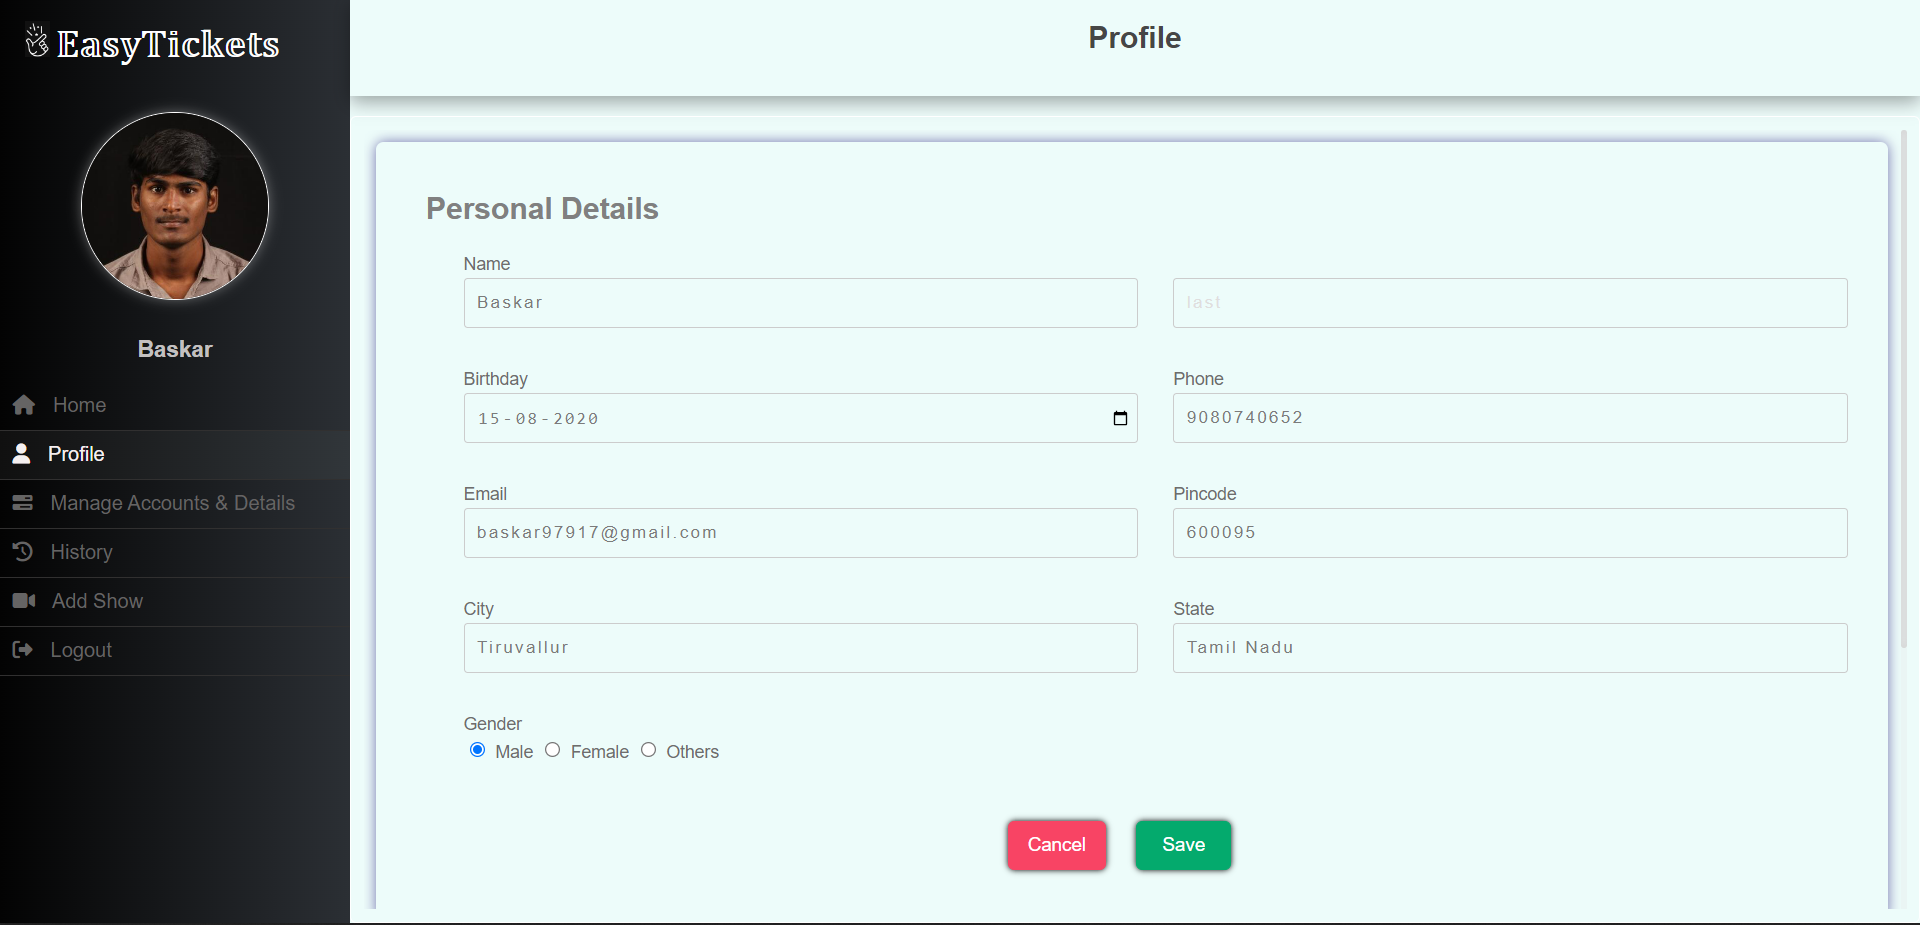 EasyTickets
Baskar
Home
Profile
Manage Accounts & Details
History
Add Show
Logout
Profile
Personal Details
Name
Baskar
last
Birthday
15-08-2020
Phone
9080740652
Email
baskar97917@gmail.com
Pincode
600095
City
Tiruvallur
State
Tamil Nadu
Gender
Male Female Others
Cancel Save